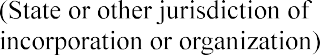 (State or other jurisdiction of
incorporation or organization)